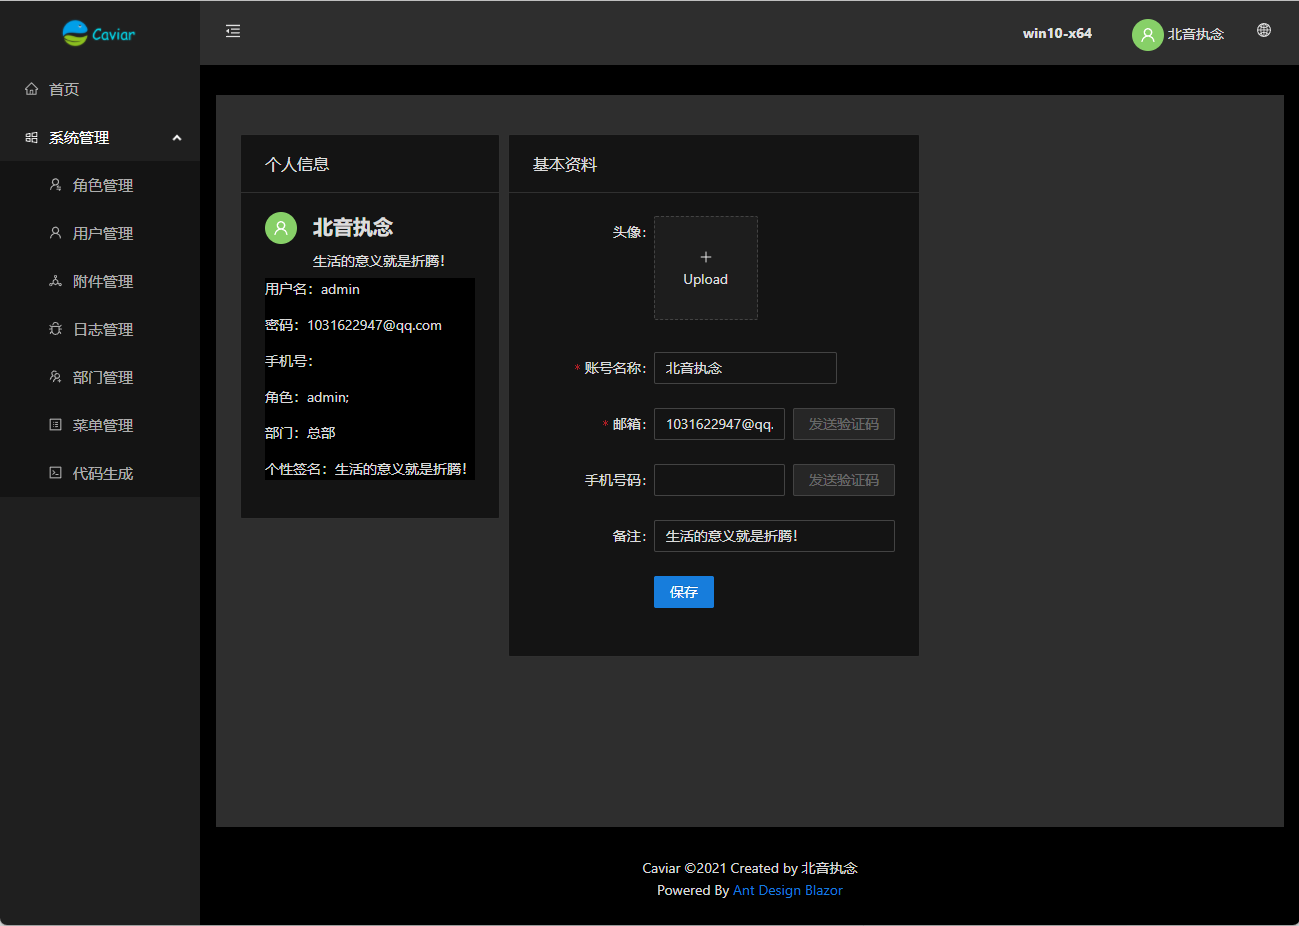 Caviar
win10-x64
北音执念
首页
系统管理
角色管理
用户管理
附件管理
日志管理
部门管理
菜单管理
代码生成
个人信息
北音执念
生活的意义就是折腾！
用户名：admin
密码：1031622947@qq.com
手机号：
角色：admin;
部门：总部
个性签名：生活的意义就是折腾！
基本资料
头像：
Upload
* 账号名称： 北音执念
* 邮箱： 1031622947@qq. 发送验证码
手机号码： 发送验证码
备注： 生活的意义就是折腾！
保存
Caviar ©2021 Created by 北音执念
Powered By Ant Design Blazor